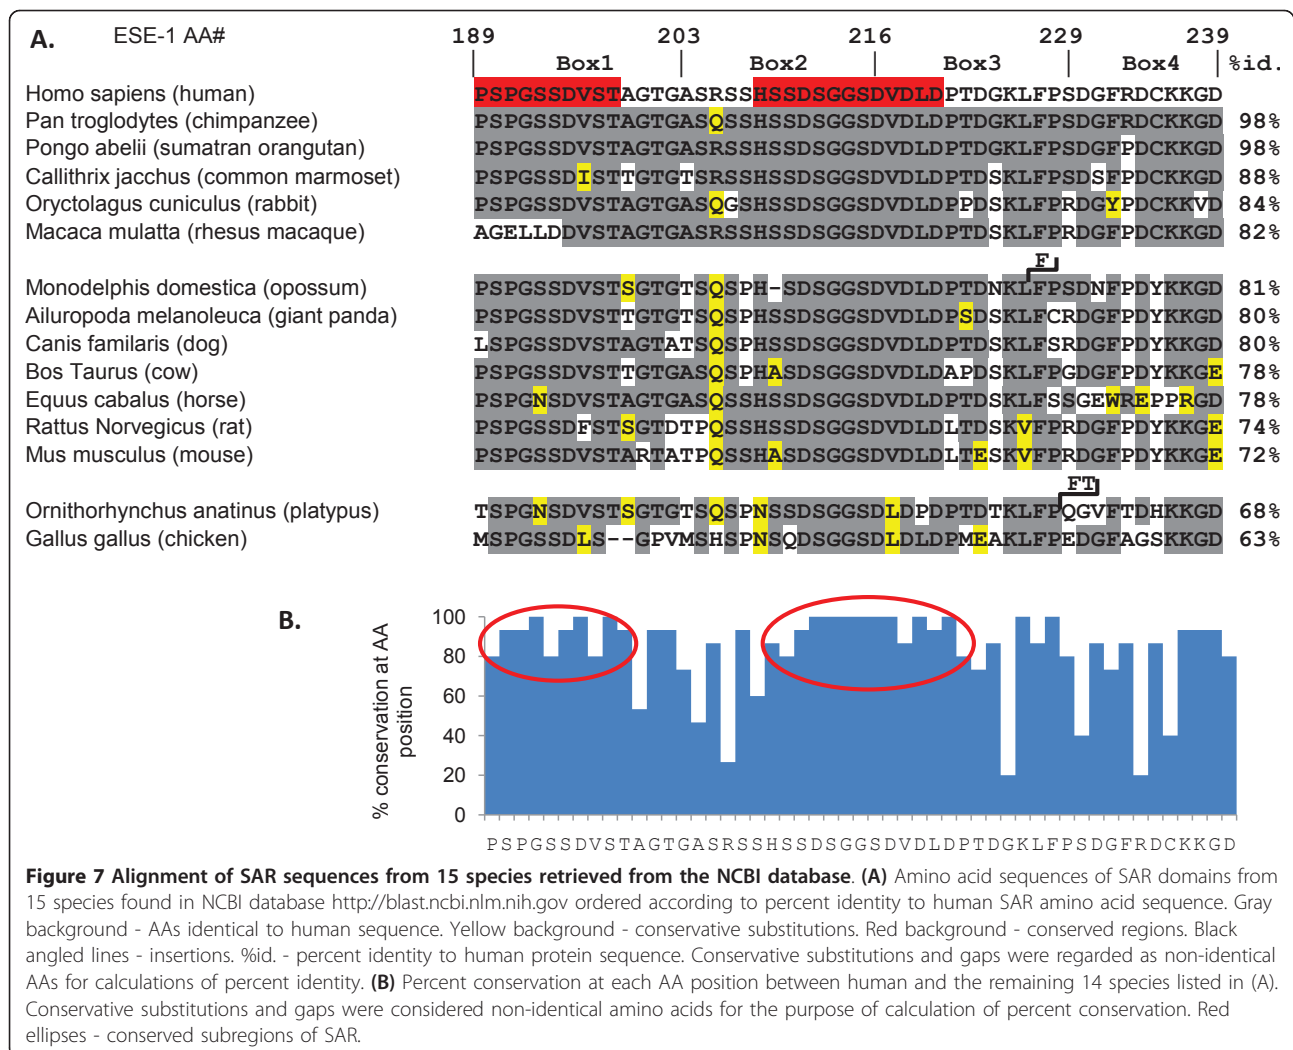 A. ESE-1 AA# 189 203 216 229 239
Box1 Box2 Box3 Box4 %id.
Homo sapiens (human) PSPGSSDVSTAGTGASRSSHSSDSGGSDVDLDPTDGKLFPSDGFRDCKKGD
Pan troglodytes (chimpanzee) PSPGSSDVSTAGTGASQSSHSSDSGGSDVDLDPTDGKLFPSDGFRDCKKGD 98%
Pongo abelii (sumatran orangutan) PSPGSSDVSTAGTGASRSSHSSDSGGSDVDLDPTDGKLFPSDGFPDCKKGD 98%
Callithrix jacchus (common marmoset) PSPGSSDISTTGTGTSRSSHSSDSGGSDVDLDPTDSKLFPSDSFPDCKKGD 88%
Oryctolagus cuniculus (rabbit) PSPGSSDVSTAGTGASQGSHSSDSGGSDVDLDPPDSKLFPRDGYPDCKKVD 84%
Macaca mulatta (rhesus macaque) AGELLDDVSTAGTGASRSSHSSDSGGSDVDLDPTDSKLFPRDGFPDCKKGD 82%
F
Monodelphis domestica (opossum) PSPGSSDVSTSGTGTSQSPH-SDSGGSDVDLDPTDNKLFPSDNFPDYKKGD 81%
Ailuropoda melanoleuca (giant panda) PSPGSSDVSTTGTGTSQSPHSSDSGGSDVDLDPSDSKLFCRDGFPDYKKGD 80%
Canis familaris (dog) LSPGSSDVSTAGTATSQSPHSSDSGGSDVDLDPTDSKLFSRDGFPDYKKGD 80%
Bos Taurus (cow) PSPGSSDVSTTGTGASQSPHASDSGGSDVDLDAPDSKLFPGDGFPDYKKGE 78%
Equus cabalus (horse) PSPGNSDVSTAGTGASQSSHSSDSGGSDVDLDPTDSKLFSSGEWREPPRGD 78%
Rattus Norvegicus (rat) PSPGSSDFSTSGTDTPQSSHSSDSGGSDVDLDLTDSKVFPRDGFPDYKKGE 74%
Mus musculus (mouse) PSPGSSDVSTARTATPQSSHASDSGGSDVDLDLTESKVFPRDGFPDYKKGE 72%
FT
Ornithorhynchus anatinus (platypus) TSPGNSDVSTSGTGTSQSPNSSDSGGSDLDPDPTDTKLFPQGVFTDHKKGD 68%
Gallus gallus (chicken) MSPGSSDLS--GPVMSHSPNSQDSGGSDLDLDPMEAKLFPEDGFAGSKKGD 63%
B.
% conservation at AA
position
100
80
60
40
20
0
PSPGSSDVSTAGTGASRSSHSSDSGGSDVDLDPTDGKLFPSDGFRDCKKGD
Figure 7 Alignment of SAR sequences from 15 species retrieved from the NCBI database. (A) Amino acid sequences of SAR domains from
15 species found in NCBI database http://blast.ncbi.nlm.nih.gov ordered according to percent identity to human SAR amino acid sequence. Gray
background - AAs identical to human sequence. Yellow background - conservative substitutions. Red background - conserved regions. Black
angled lines - insertions. %id. - percent identity to human protein sequence. Conservative substitutions and gaps were regarded as non-identical
AAs for calculations of percent identity. (B) Percent conservation at each AA position between human and the remaining 14 species listed in (A).
Conservative substitutions and gaps were considered non-identical amino acids for the purpose of calculation of percent conservation. Red
ellipses - conserved subregions of SAR.